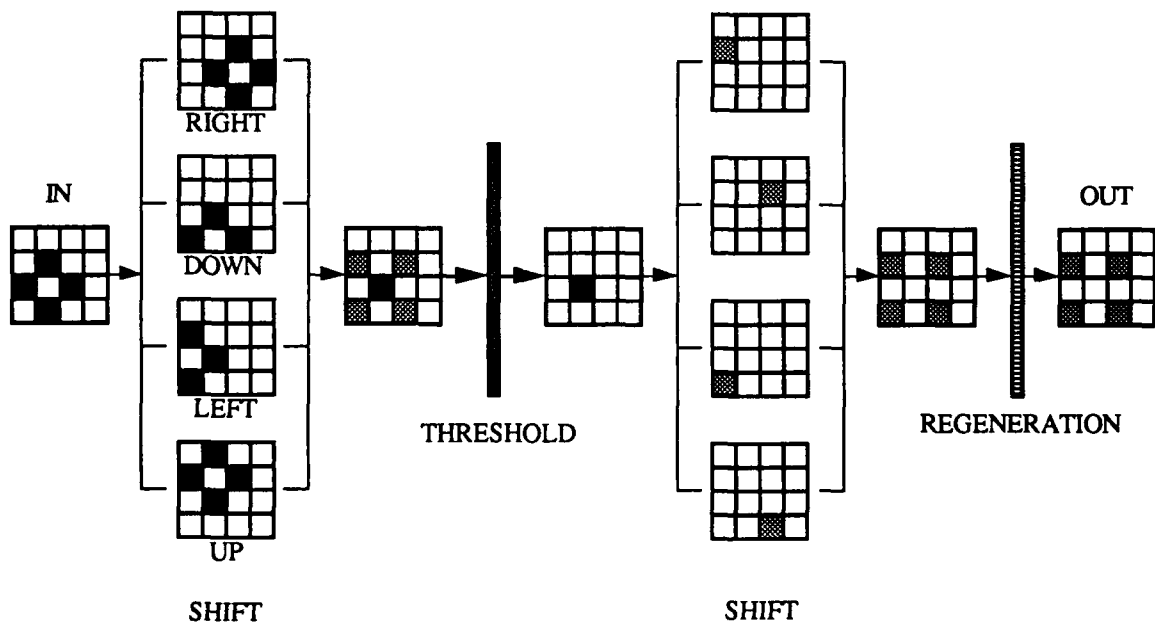 RIGHT
IN
OUT
DOWN
LEFT
THRESHOLD
REGENERATION
UP
SHIFT
SHIFT